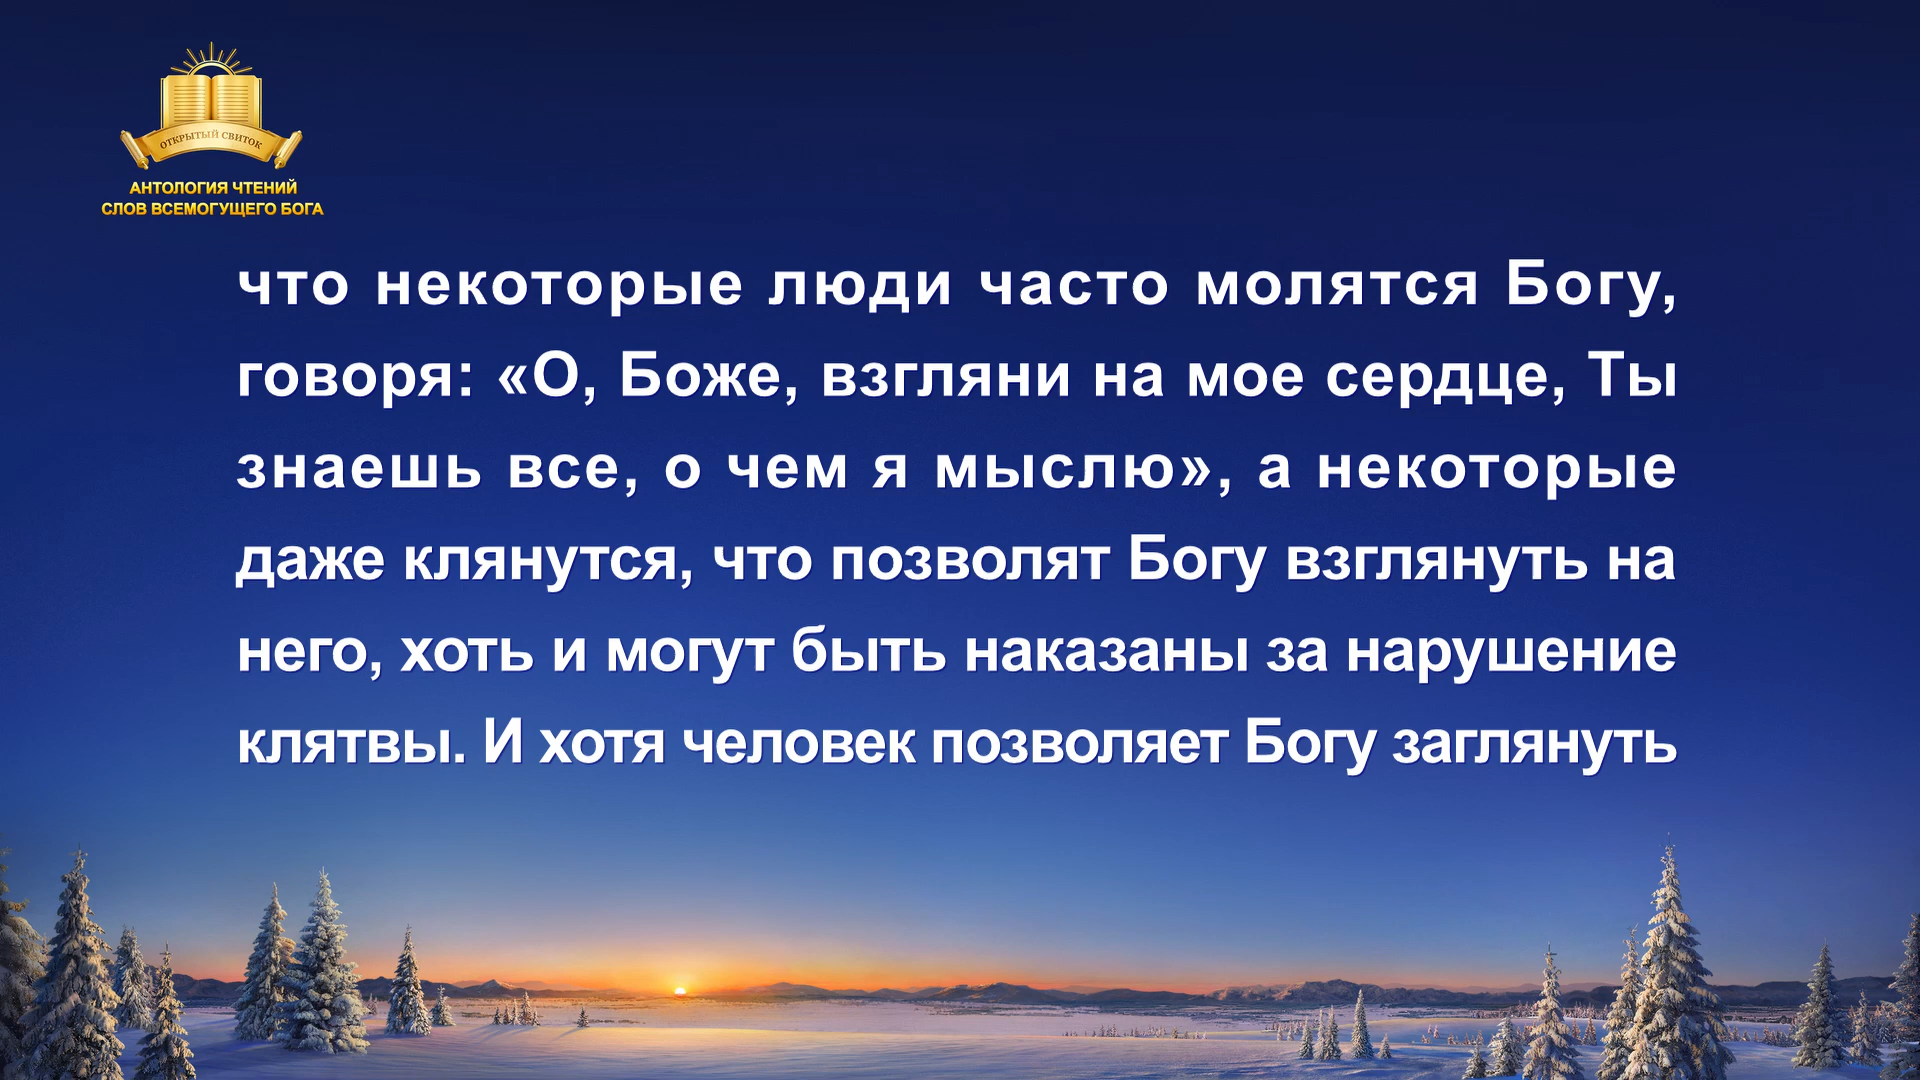 ОТКРЫТЫЙ СВИТОК
АНТОЛОГИЯ ЧТЕНИЙ
СЛОВ ВСЕМОГУЩЕГО БОГА
что некоторые люди часто молятся Богу,
говоря: «О, Боже, взгляни на мое сердце, Ты
знаешь все, о чем я мыслю», а некоторые
даже клянутся, что позволят Богу взглянуть на
него, хоть и могут быть наказаны за нарушение
клятвы. И хотя человек позволяет Богу заглянуть